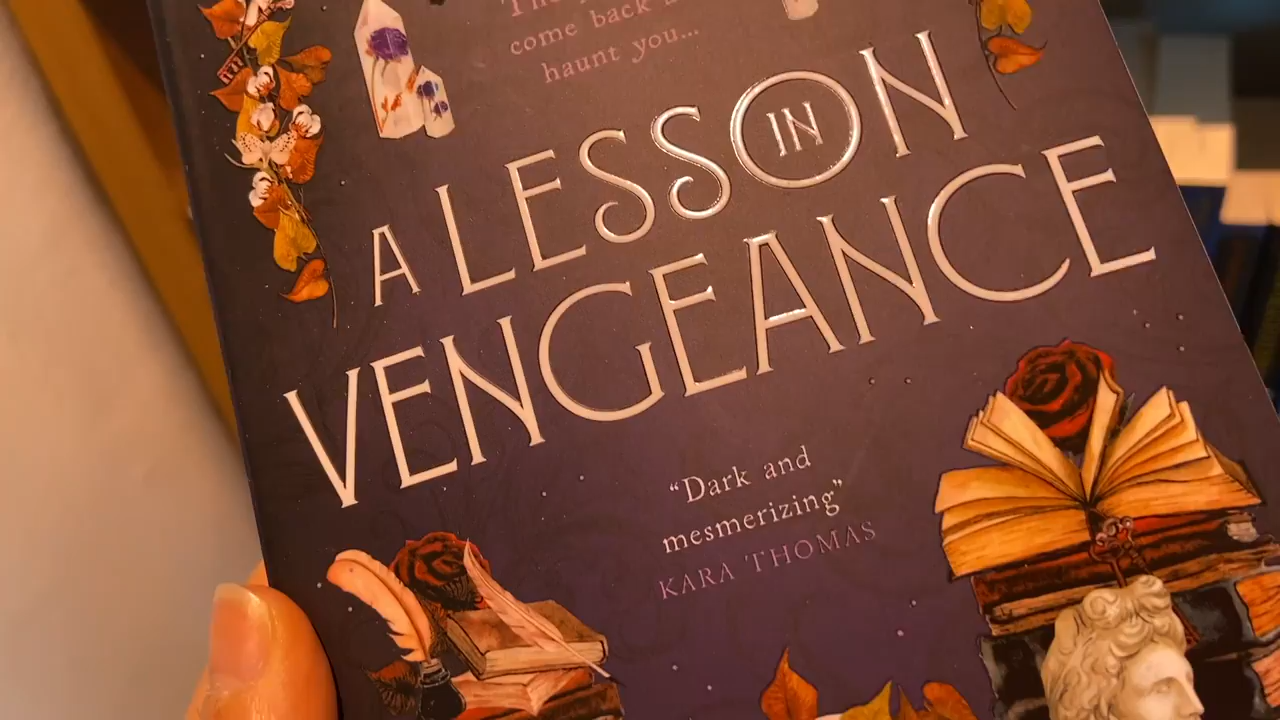 come back
haunt you...
A LESSON
IN
VENGEANCE
“Dark and
mesmerizing”
KARA THOMAS